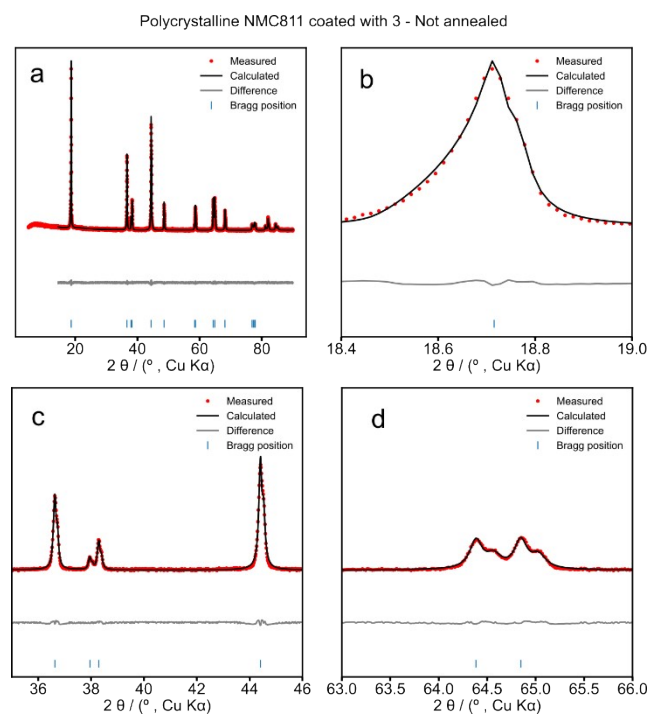 Polycrystalline NMC811 coated with 3 - Not annealed
a
Measured
Calculated
Difference
Bragg position
20 40 60 80
2 θ / (º , Cu Kα)
b
Measured
Calculated
Difference
Bragg position
18.4 18.6 18.8 19.0
2 θ / (º , Cu Kα)
c
Measured
Calculated
Difference
Bragg position
36 38 40 42 44 46
2 θ / (º , Cu Kα)
d
Measured
Calculated
Difference
Bragg position
63.0 63.5 64.0 64.5 65.0 65.5 66.0
2 θ / (º , Cu Kα)